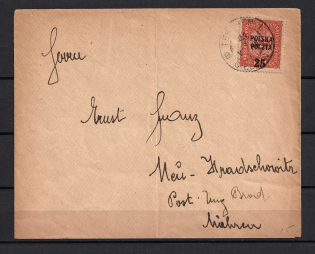 POLSKA
POCZTA
25
Herrn
Ernst Franz
Neu-Hradschowitz
Post Ung Brod
Mähren